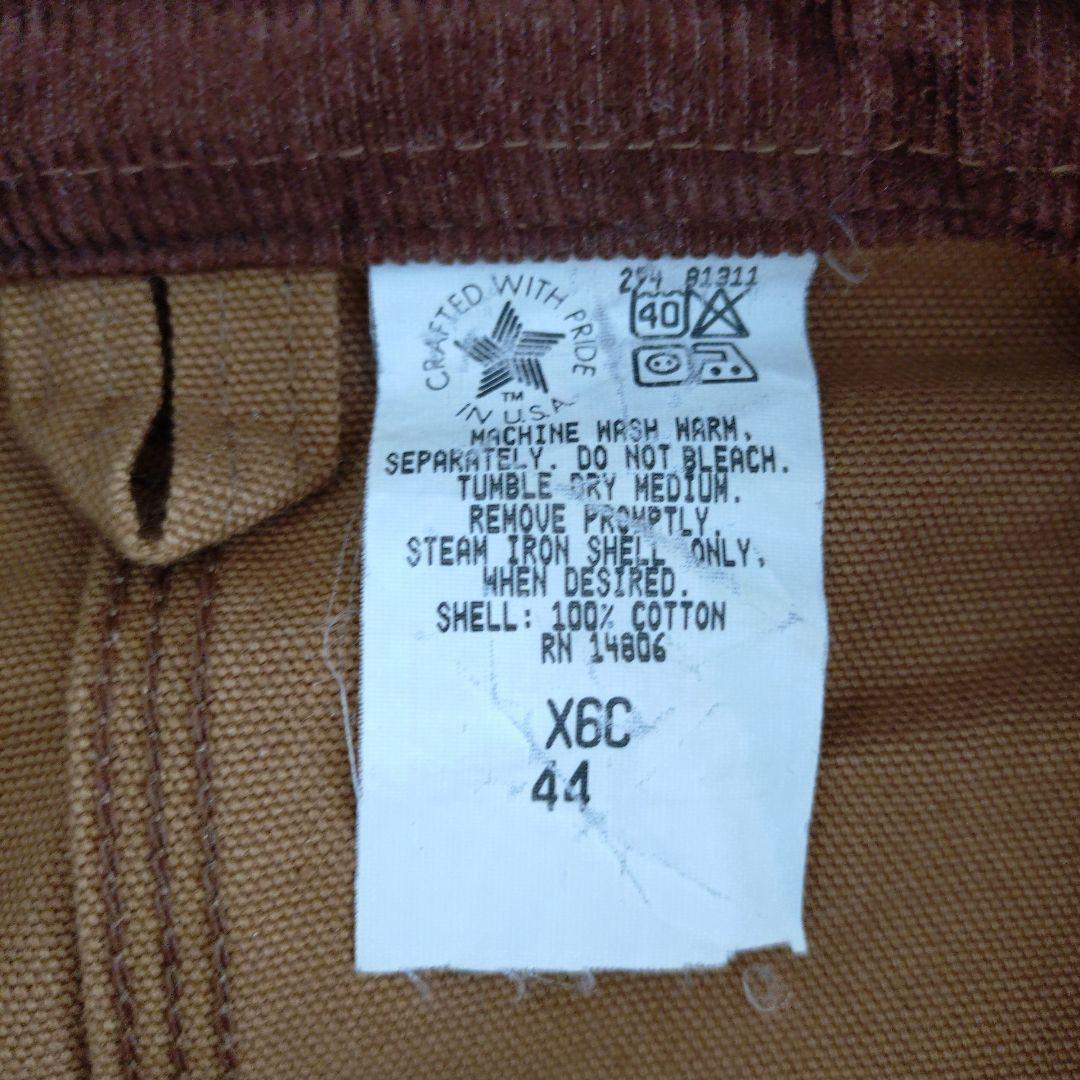 254 81311
CRAFTED WITH PRIDE
TM
IN U.S.A.
40
MACHINE WASH WARM,
SEPARATELY. DO NOT BLEACH.
TUMBLE DRY MEDIUM.
REMOVE PROMPTLY.
STEAM IRON SHELL ONLY,
WHEN DESIRED.
SHELL: 100% COTTON
RN 14806
X6C
44